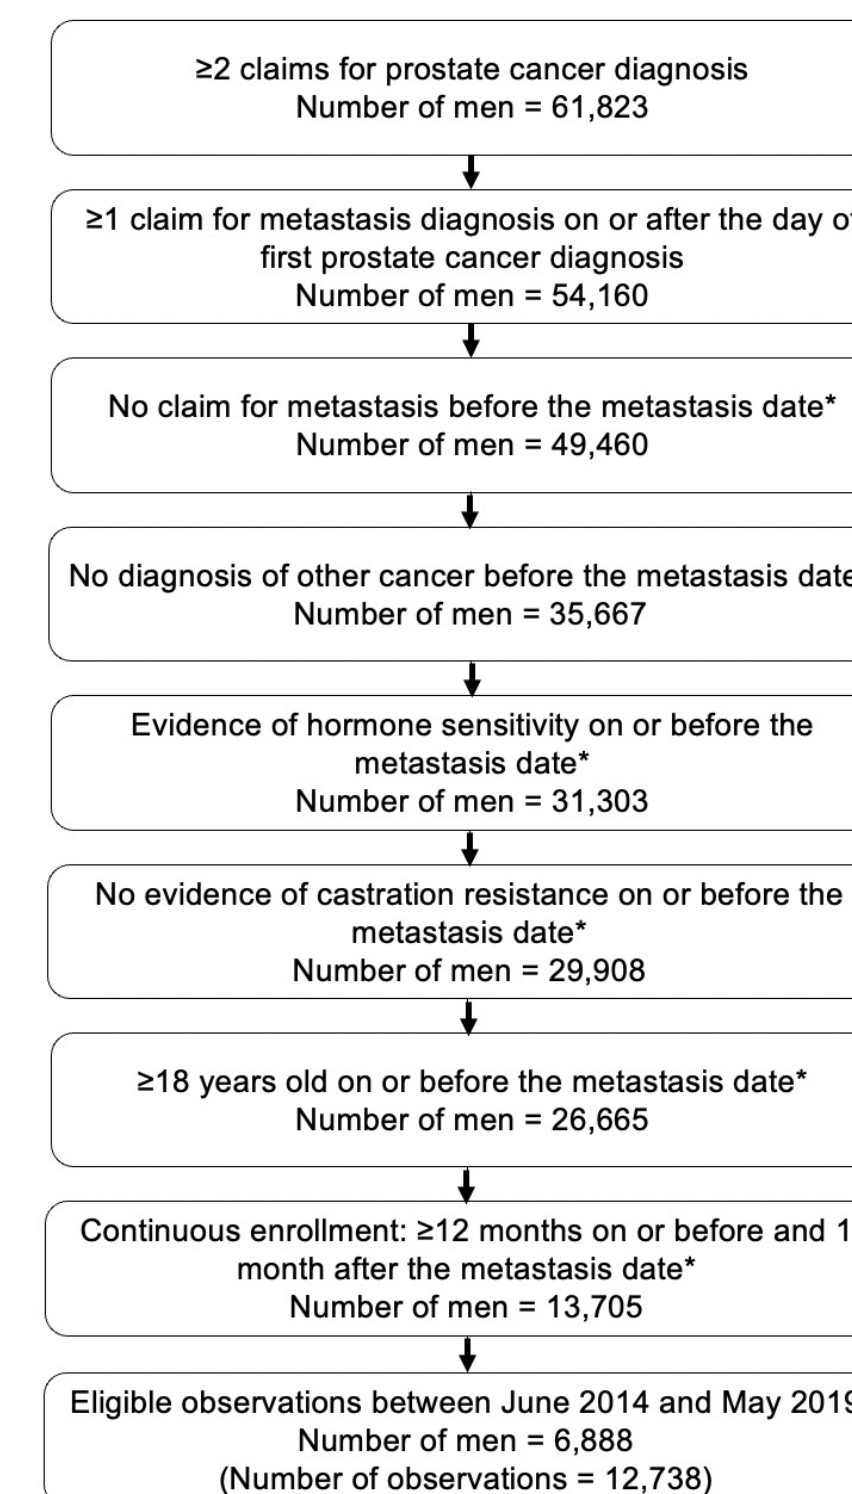 ≥2 claims for prostate cancer diagnosis
Number of men = 61,823
≥1 claim for metastasis diagnosis on or after the day of
first prostate cancer diagnosis
Number of men = 54,160
No claim for metastasis before the metastasis date*
Number of men = 49,460
No diagnosis of other cancer before the metastasis date
Number of men = 35,667
Evidence of hormone sensitivity on or before the
metastasis date*
Number of men = 31,303
No evidence of castration resistance on or before the
metastasis date*
Number of men = 29,908
≥18 years old on or before the metastasis date*
Number of men = 26,665
Continuous enrollment: ≥12 months on or before and 1
month after the metastasis date*
Number of men = 13,705
Eligible observations between June 2014 and May 2019
Number of men = 6,888
(Number of observations = 12,738)